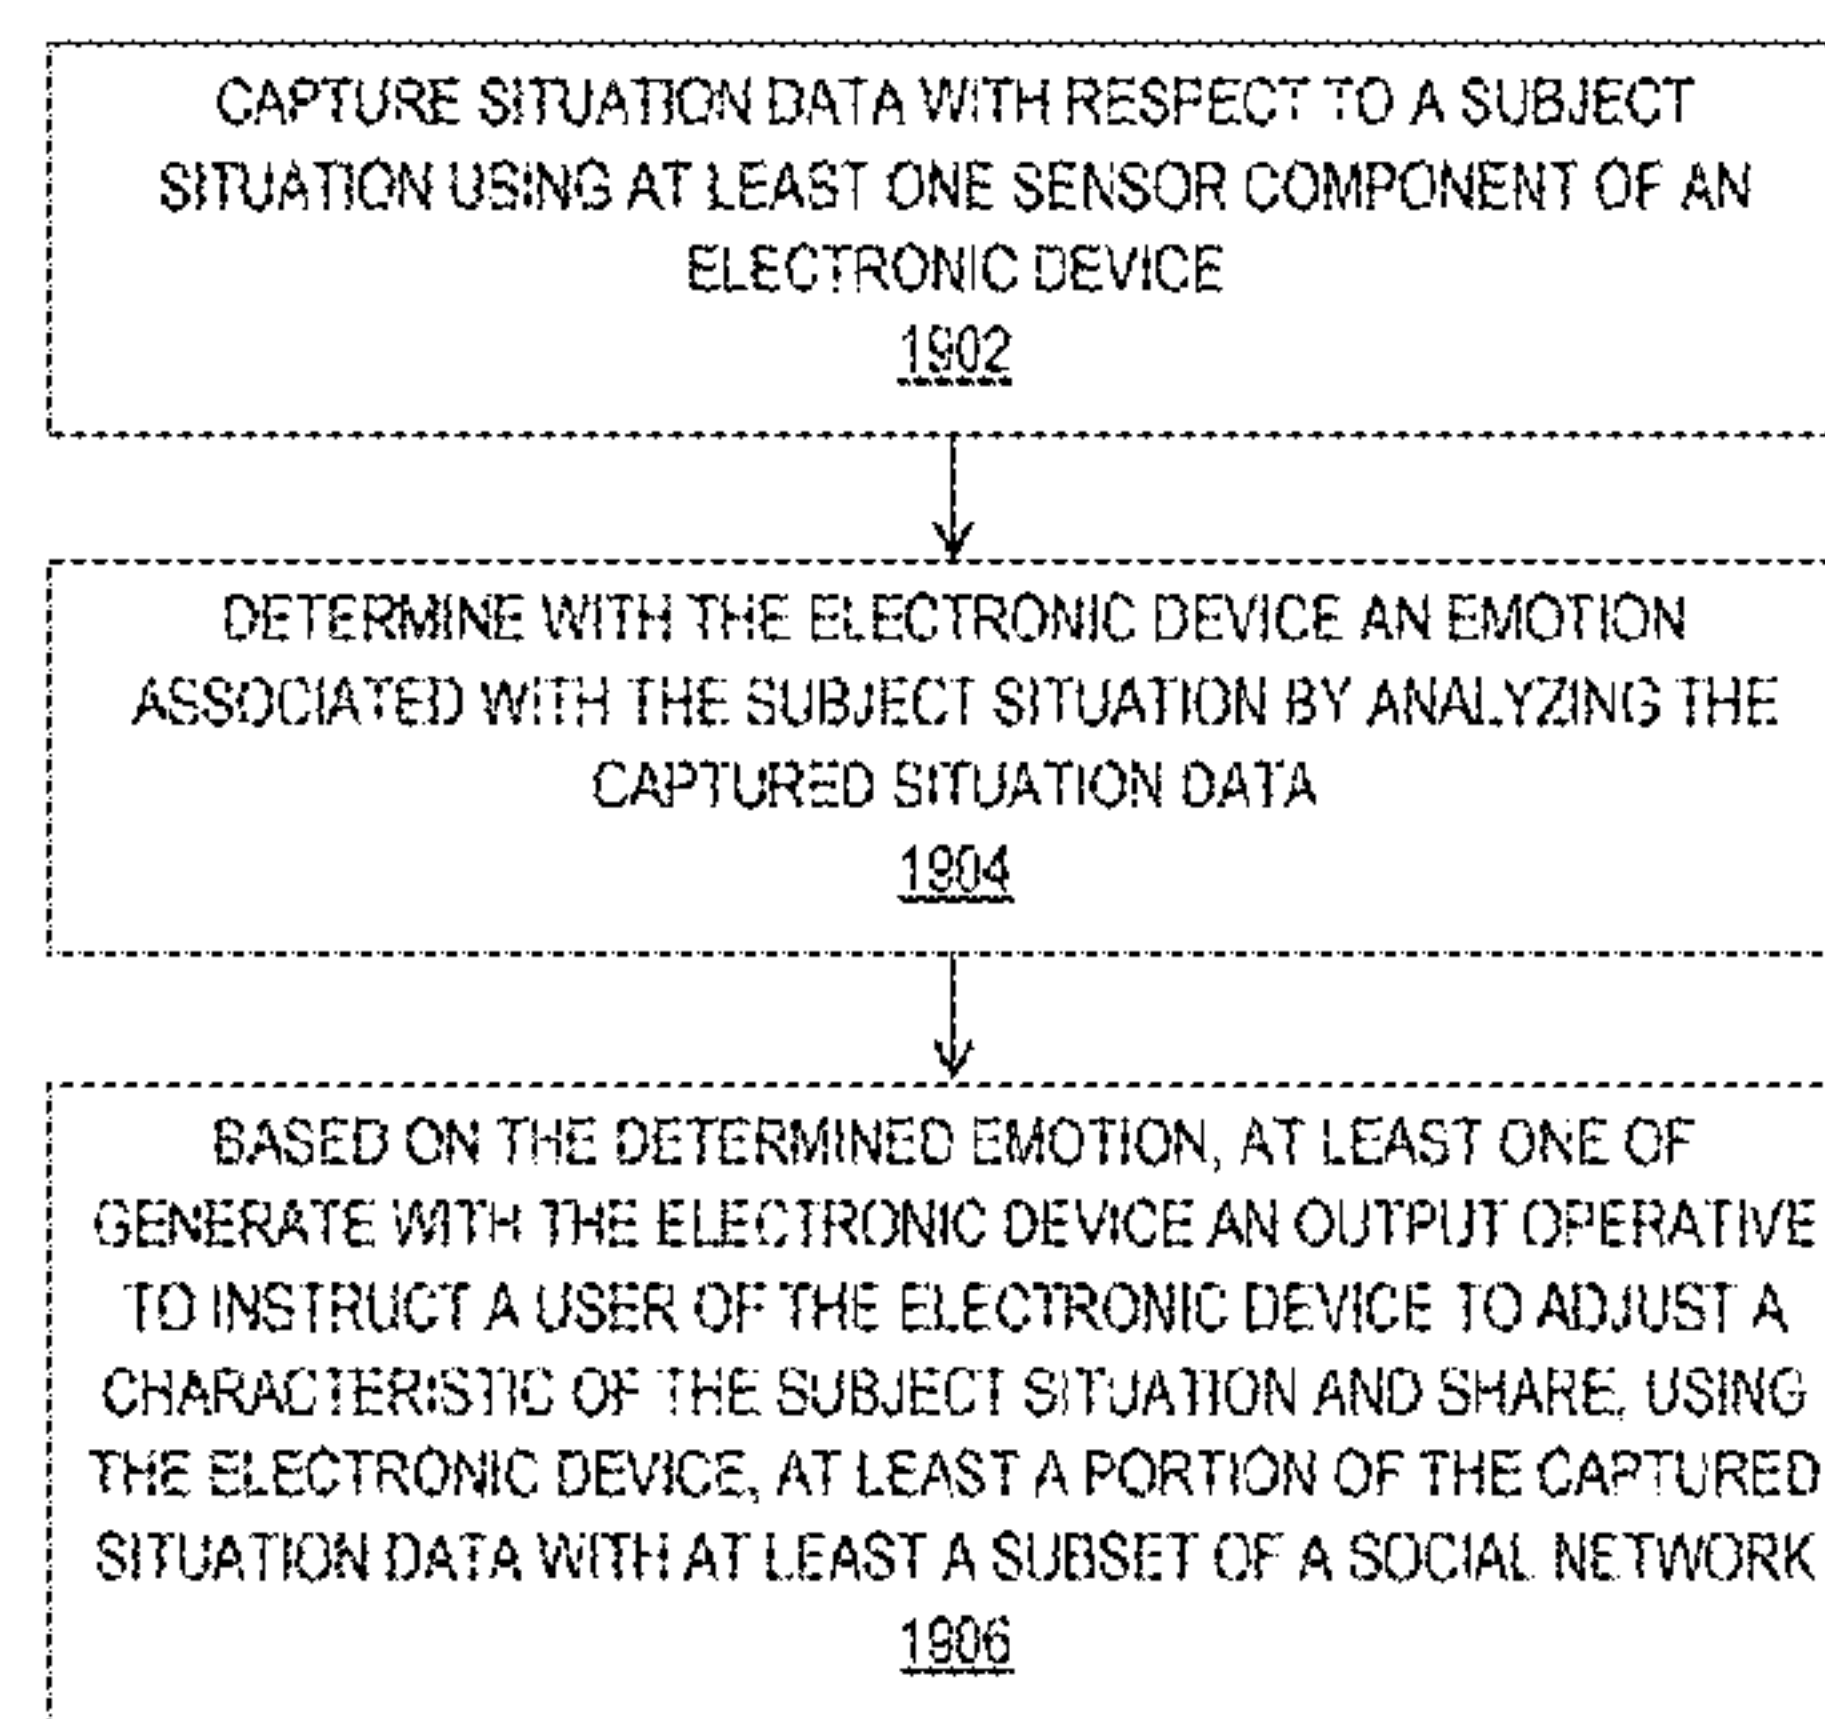 CAPTURE SITUATION DATA WITH RESPECT TO A SUBJECT
SITUATION USING AT LEAST ONE SENSOR COMPONENT OF AN
ELECTRONIC DEVICE
1902
DETERMINE WITH THE ELECTRONIC DEVICE AN EMOTION
ASSOCIATED WITH THE SUBJECT SITUATION BY ANALYZING THE
CAPTURED SITUATION DATA
1904
BASED ON THE DETERMINED EMOTION, AT LEAST ONE OF
GENERATE WITH THE ELECTRONIC DEVICE AN OUTPUT OPERATIVE
TO INSTRUCT A USER OF THE ELECTRONIC DEVICE TO ADJUST A
CHARACTERISTIC OF THE SUBJECT SITUATION AND SHARE, USING
THE ELECTRONIC DEVICE, AT LEAST A PORTION OF THE CAPTURED
SITUATION DATA WITH AT LEAST A SUBSET OF A SOCIAL NETWORK
1906